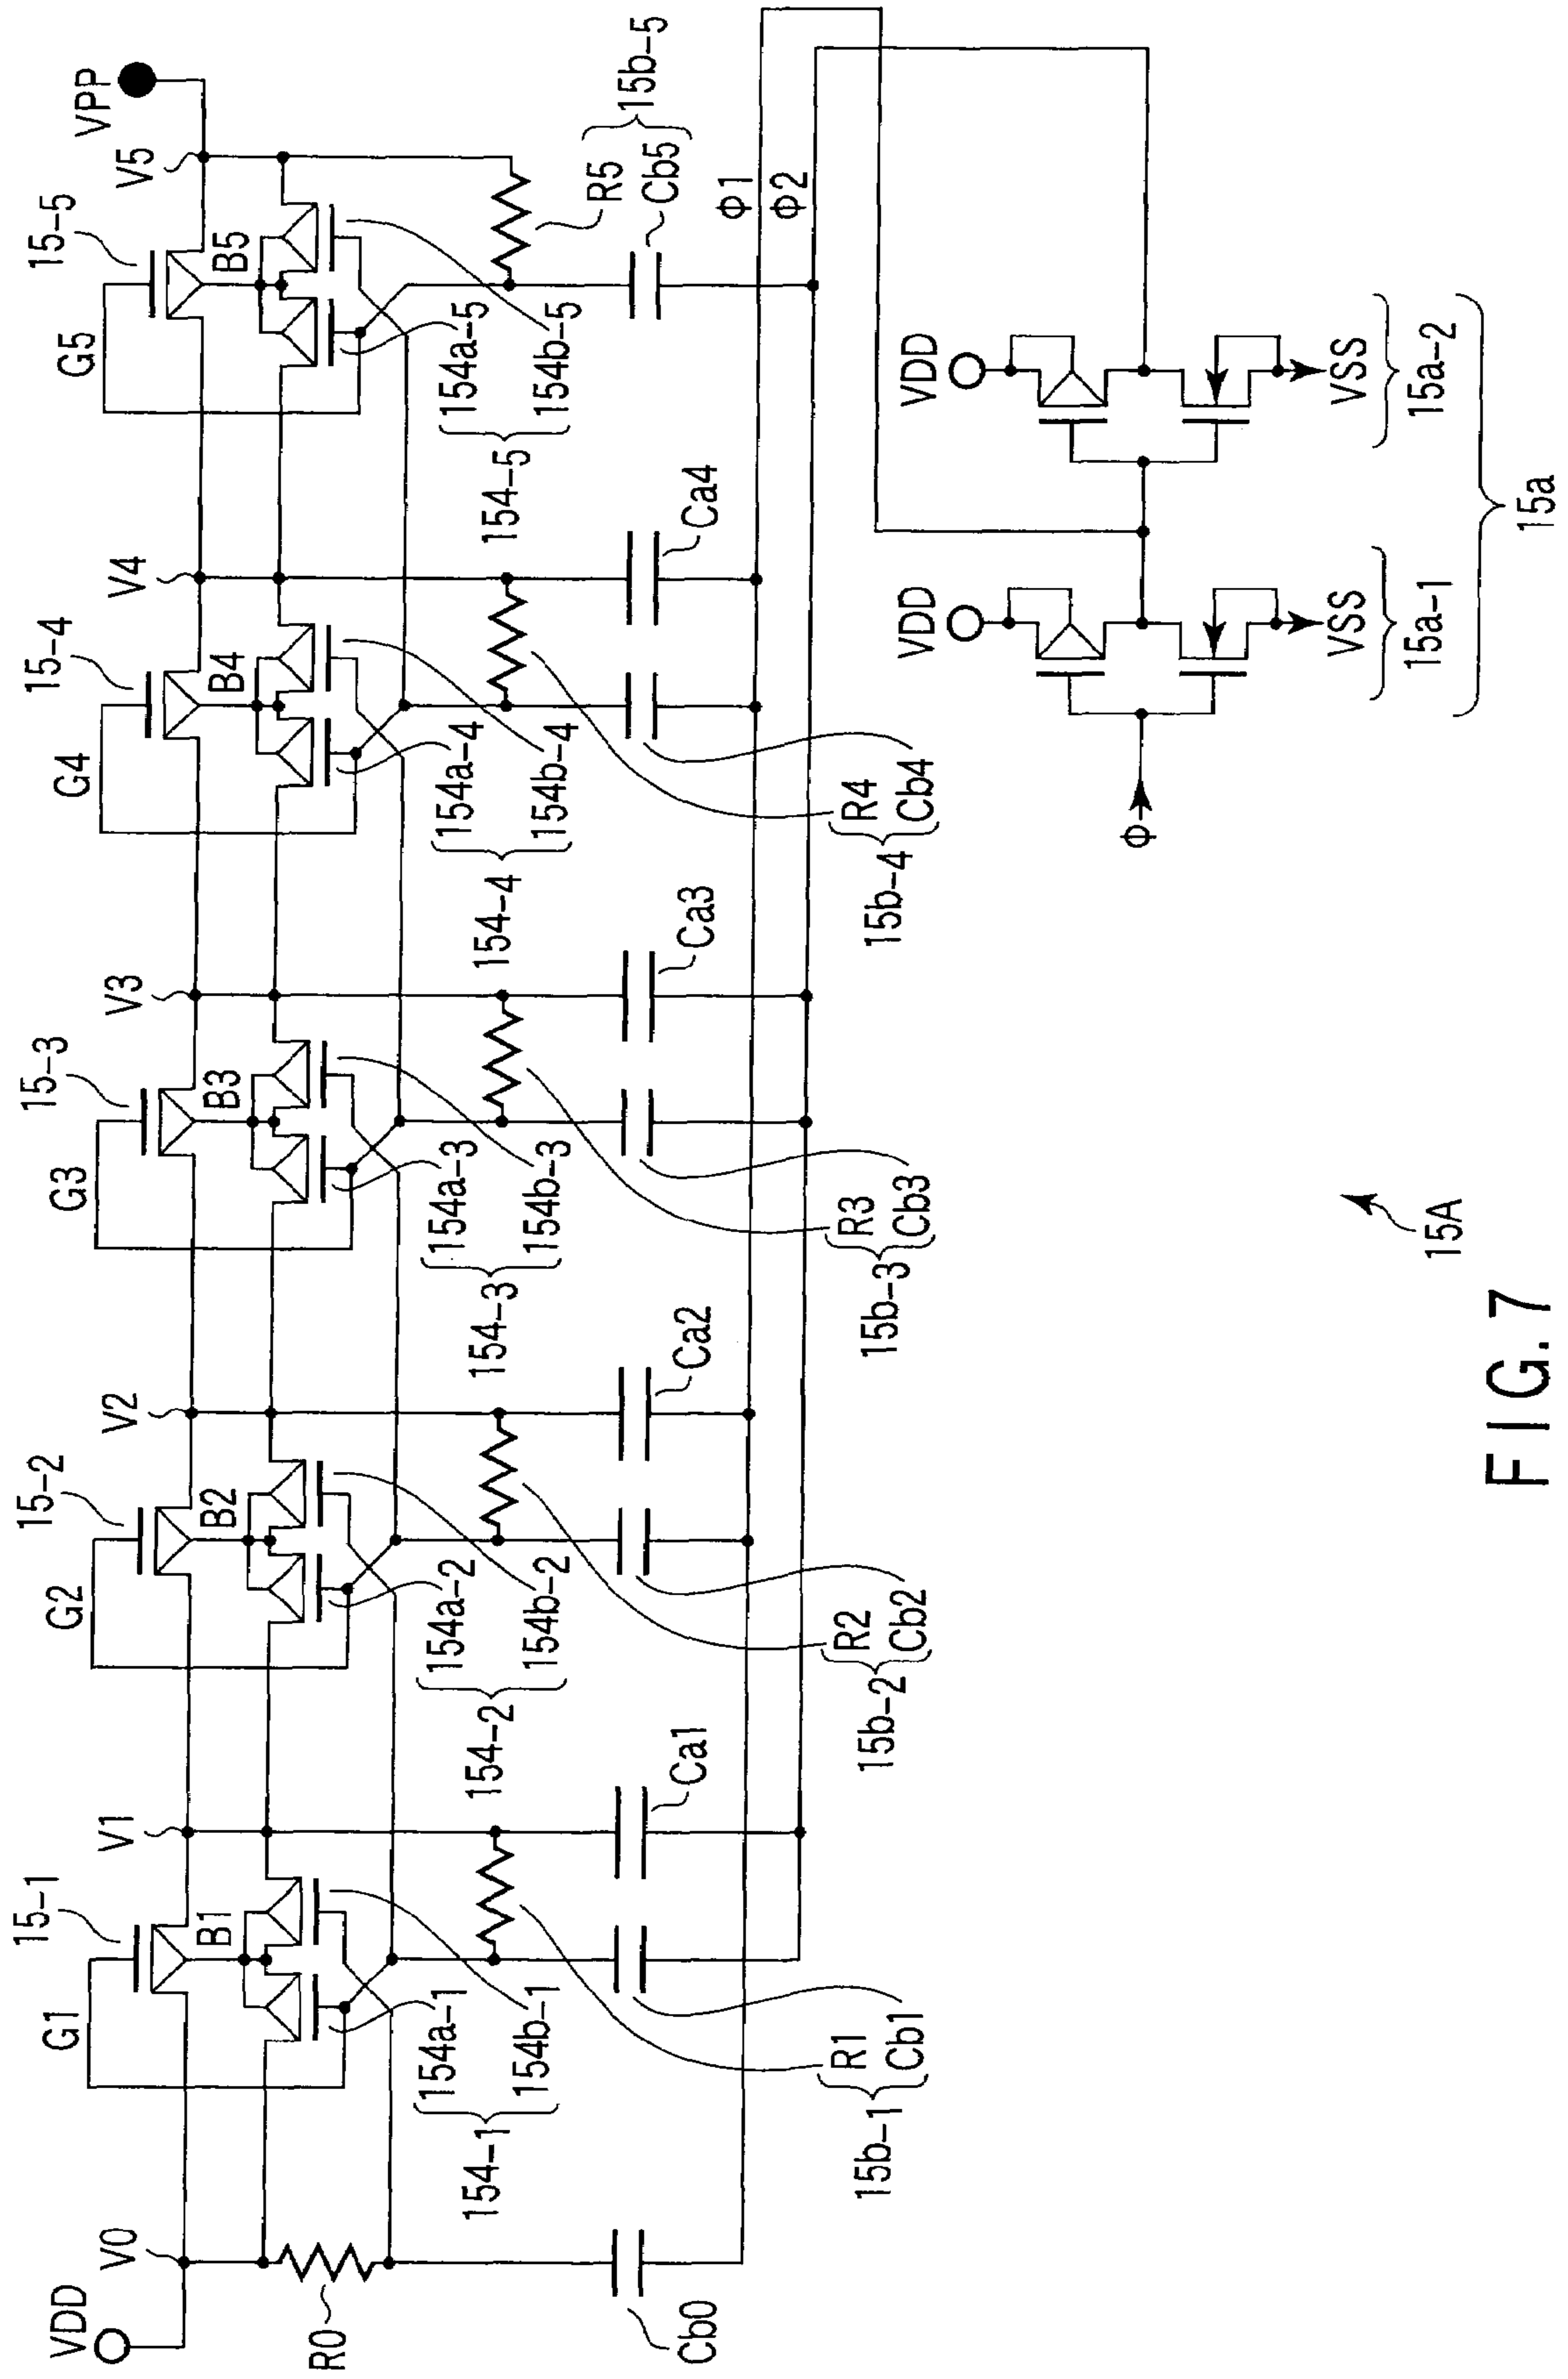 VDD
V0
R0
Cb0
15-1
G1
B1
V1
154a-1
154b-1
154-1
Ca1
R1
Cb1
15b-1
15-2
G2
B2
V2
154a-2
154b-2
154-2
Ca2
R2
Cb2
15b-2
15-3
G3
B3
V3
154a-3
154b-3
154-3
Ca3
R3
Cb3
15b-3
15-4
G4
B4
V4
154a-4
154b-4
154-4
Ca4
R4
Cb4
15b-4
15-5
G5
B5
V5
VPP
154a-5
154b-5
154-5
R5
Cb5
15b-5
Φ1
Φ2
Φ
VDD
VSS
15a-1
VDD
VSS
15a-2
15a
15A
FIG. 7